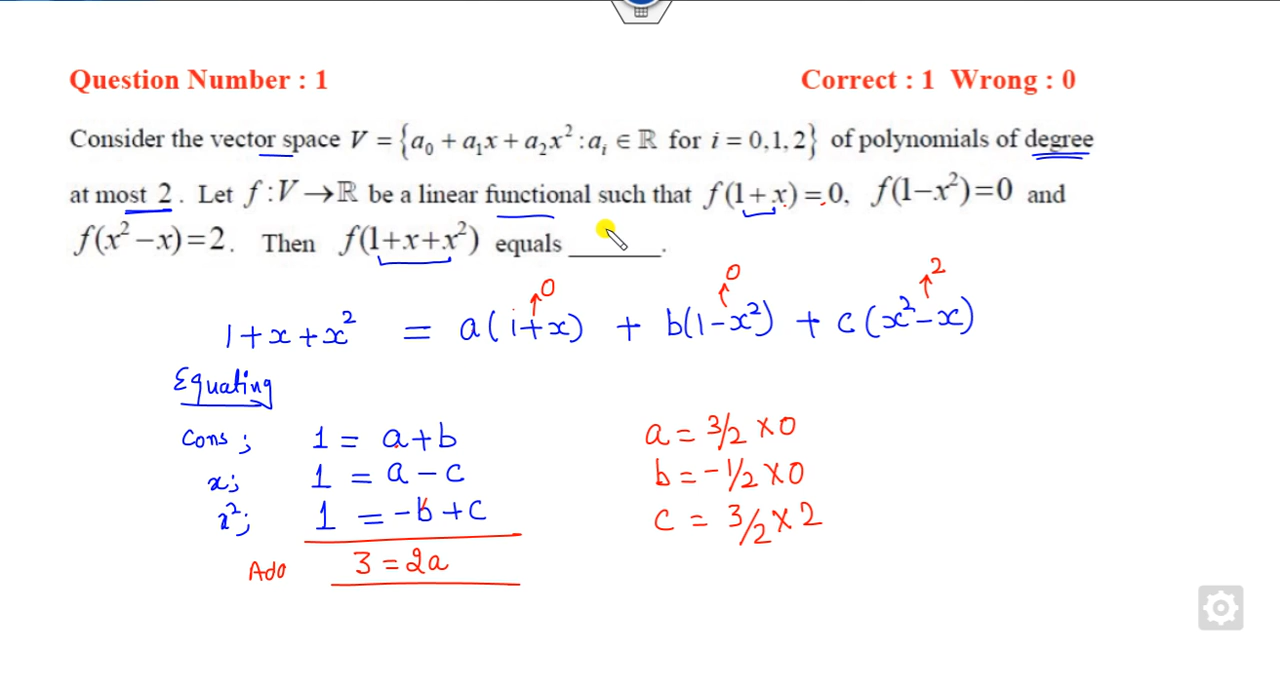 Question Number : 1 Correct : 1 Wrong : 0
Consider the vector space V = {a₀ + a₁x + a₂x² : aᵢ ∈ ℝ for i = 0,1,2} of polynomials of degree
at most 2 . Let f : V → ℝ be a linear functional such that f(1+x) = 0, f(1−x²)=0 and
f(x² −x)=2. Then f(1+x+x²) equals ______.
0 0 2
1+x+x² = a(1+x) + b(1-x²) + c(x²-x)
Equating
Cons ; 1 = a+b a = 3/2 × 0
x; 1 = a - c b = -1/2 × 0
x²; 1 = -b + c c = 3/2 × 2
Add 3 = 2a